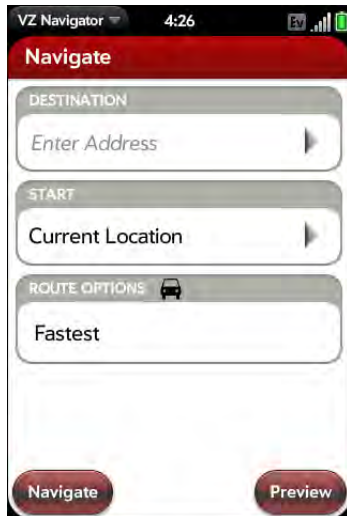 VZ Navigator 4:26 Ev
Navigate
DESTINATION
Enter Address
START
Current Location
ROUTE OPTIONS
Fastest
Navigate Preview